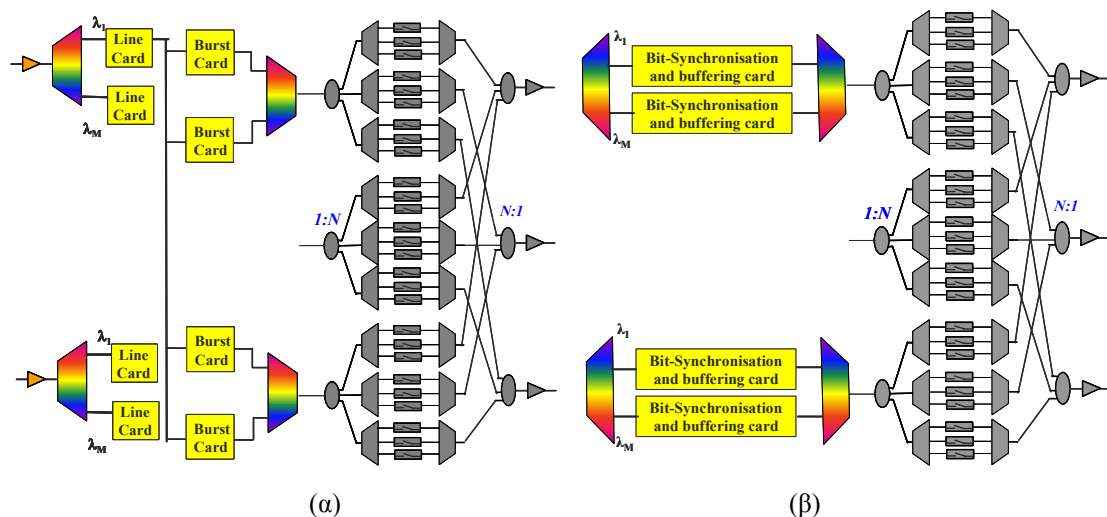 λ1
Line
Card
Line
Card
λM
Burst
Card
Burst
Card
1:N
N:1
λ1
Line
Card
Line
Card
λM
Burst
Card
Burst
Card
(α)
λ1
Bit-Synchronisation
and buffering card
Bit-Synchronisation
and buffering card
λM
1:N
N:1
λ1
Bit-Synchronisation
and buffering card
Bit-Synchronisation
and buffering card
λM
(β)